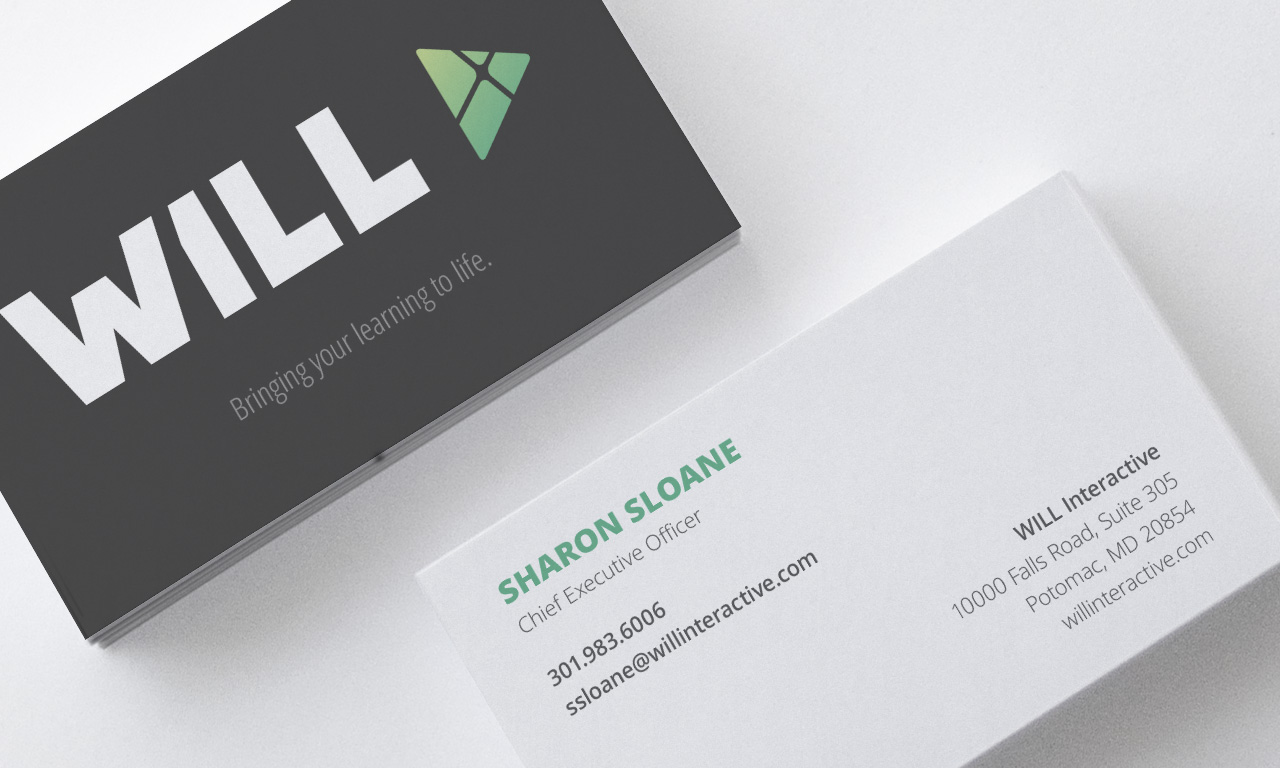 WILL
Bringing your learning to life.
SHARON SLOANE
Chief Executive Officer
301.983.6006
ssloane@willinteractive.com
WILL Interactive
10000 Falls Road, Suite 305
Potomac, MD 20854
willinteractive.com